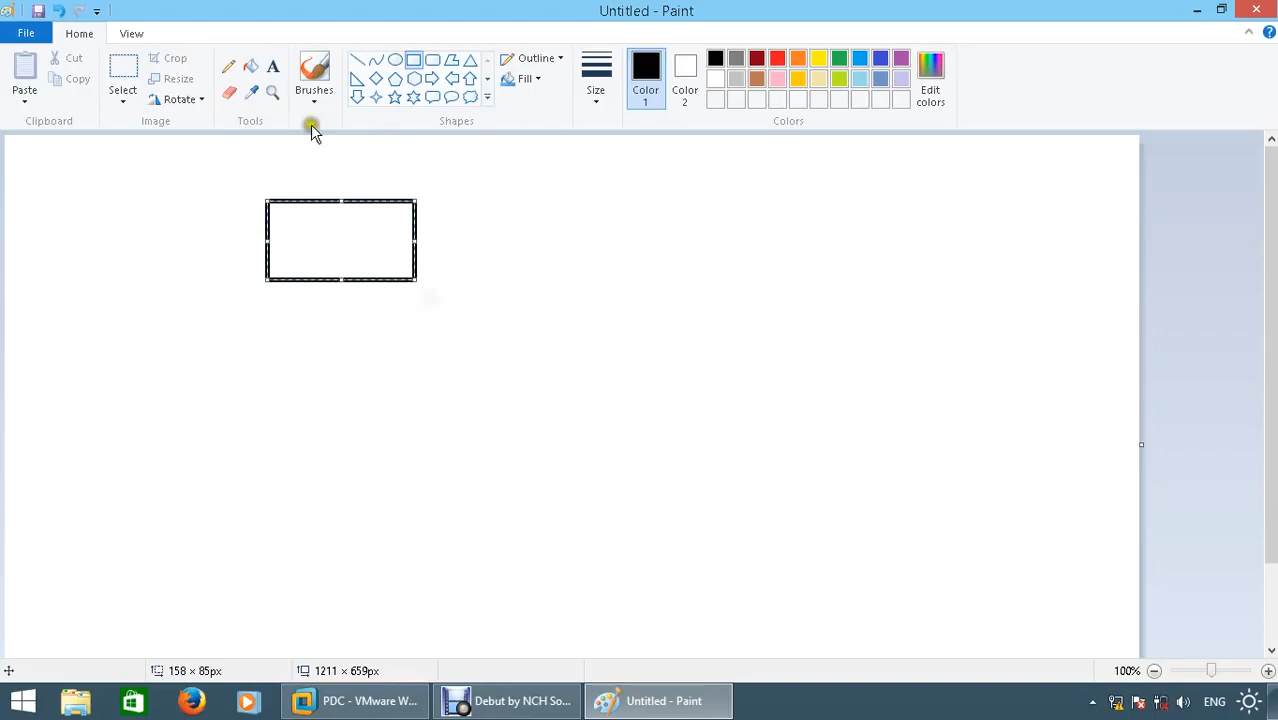 Untitled - Paint
File
Home
View
Paste
Cut
Copy
Clipboard
Select
Crop
Resize
Rotate
Image
A
Tools
Brushes
Outline
Fill
Shapes
Size
Color
1
Color
2
Edit
colors
Colors
158 × 85px
1211 × 659px
100%
PDC - VMware W...
Debut by NCH So...
Untitled - Paint
ENG